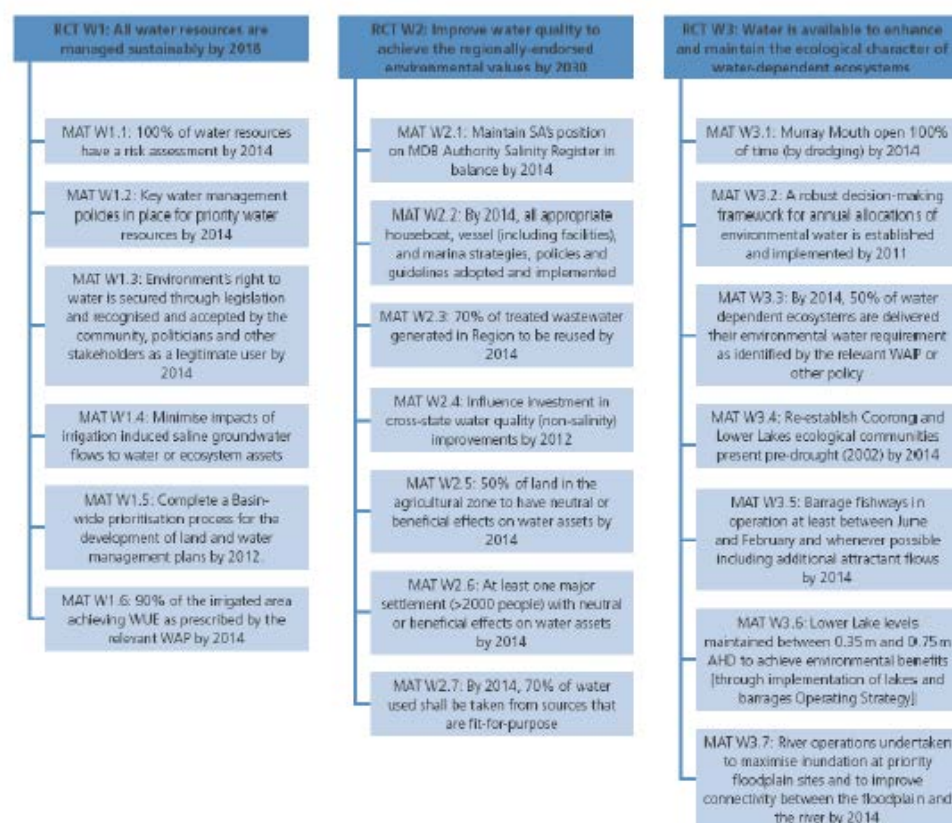 RCT W1: All water resources are
managed sustainably by 2018
MAT W1.1: 100% of water resources
have a risk assessment by 2014
MAT W1.2: Key water management
policies in place for priority water
resources by 2014
MAT W1.3: Environment's right to
water is secured through legislation
and recognised and accepted by the
community, politicians and other
stakeholders as a legitimate user by
2014
MAT W1.4: Minimise impacts of
irrigation induced saline groundwater
flows to water or ecosystem assets
MAT W1.5: Complete a Basin-
wide prioritisation process for the
development of land and water
management plans by 2012
MAT W1.6: 90% of the irrigated area
achieving WUE as prescribed by the
relevant WAP by 2014
RCT W2: Improve water quality to
achieve the regionally-endorsed
environmental values by 2030
MAT W2.1: Maintain SA's position
on MDB Authority Salinity Register in
balance by 2014
MAT W2.2: By 2014, all appropriate
houseboat, vessel (including facilities),
and marina strategies, policies and
guidelines adopted and implemented
MAT W2.3: 70% of treated wastewater
generated in Region to be reused by
2014
MAT W2.4: Influence investment in
cross-state water quality (non-salinity)
improvements by 2012
MAT W2.5: 50% of land in the
agricultural zone to have neutral or
beneficial effects on water assets by
2014
MAT W2.6: At least one major
settlement (>2000 people) with neutral
or beneficial effects on water assets
by 2014
MAT W2.7: By 2014, 70% of water
used shall be taken from sources that
are fit-for-purpose
RCT W3: Water is available to enhance
and maintain the ecological character of
water-dependent ecosystems
MAT W3.1: Murray Mouth open 100%
of time (by dredging) by 2014
MAT W3.2: A robust decision-making
framework for annual allocations of
environmental water is established
and implemented by 2011
MAT W3.3: By 2014, 50% of water
dependent ecosystems are delivered
their environmental water requirement
as identified by the relevant WAP or
other policy
MAT W3.4: Re-establish Coorong and
Lower Lakes ecological communities
present pre-drought (2002) by 2014
MAT W3.5: Barrage fishways in
operation at least between June
and February and whenever possible
including additional attractant flows
by 2014
MAT W3.6: Lower Lake levels
maintained between 0.35m and 0.75m
AHD to achieve environmental benefits
[through implementation of lakes and
barrages Operating Strategy]
MAT W3.7: River operations undertaken
to maximise inundation at priority
floodplain sites and to improve
connectivity between the floodplain and
the river by 2014